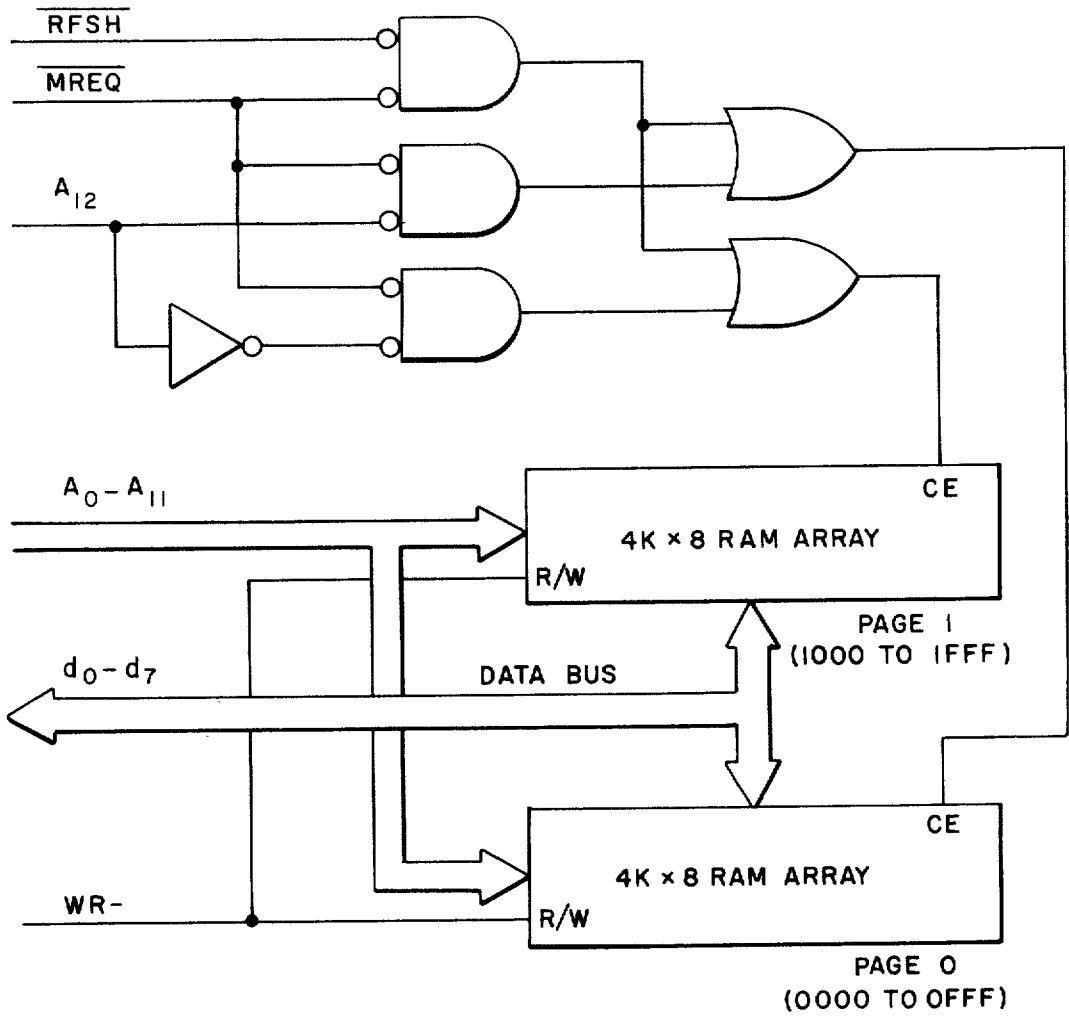 RFSH
MREQ
A12
A0-A11
CE
4K × 8 RAM ARRAY
R/W
PAGE 1
(1000 TO 1FFF)
d0-d7
DATA BUS
CE
4K × 8 RAM ARRAY
WR-
R/W
PAGE 0
(0000 TO 0FFF)